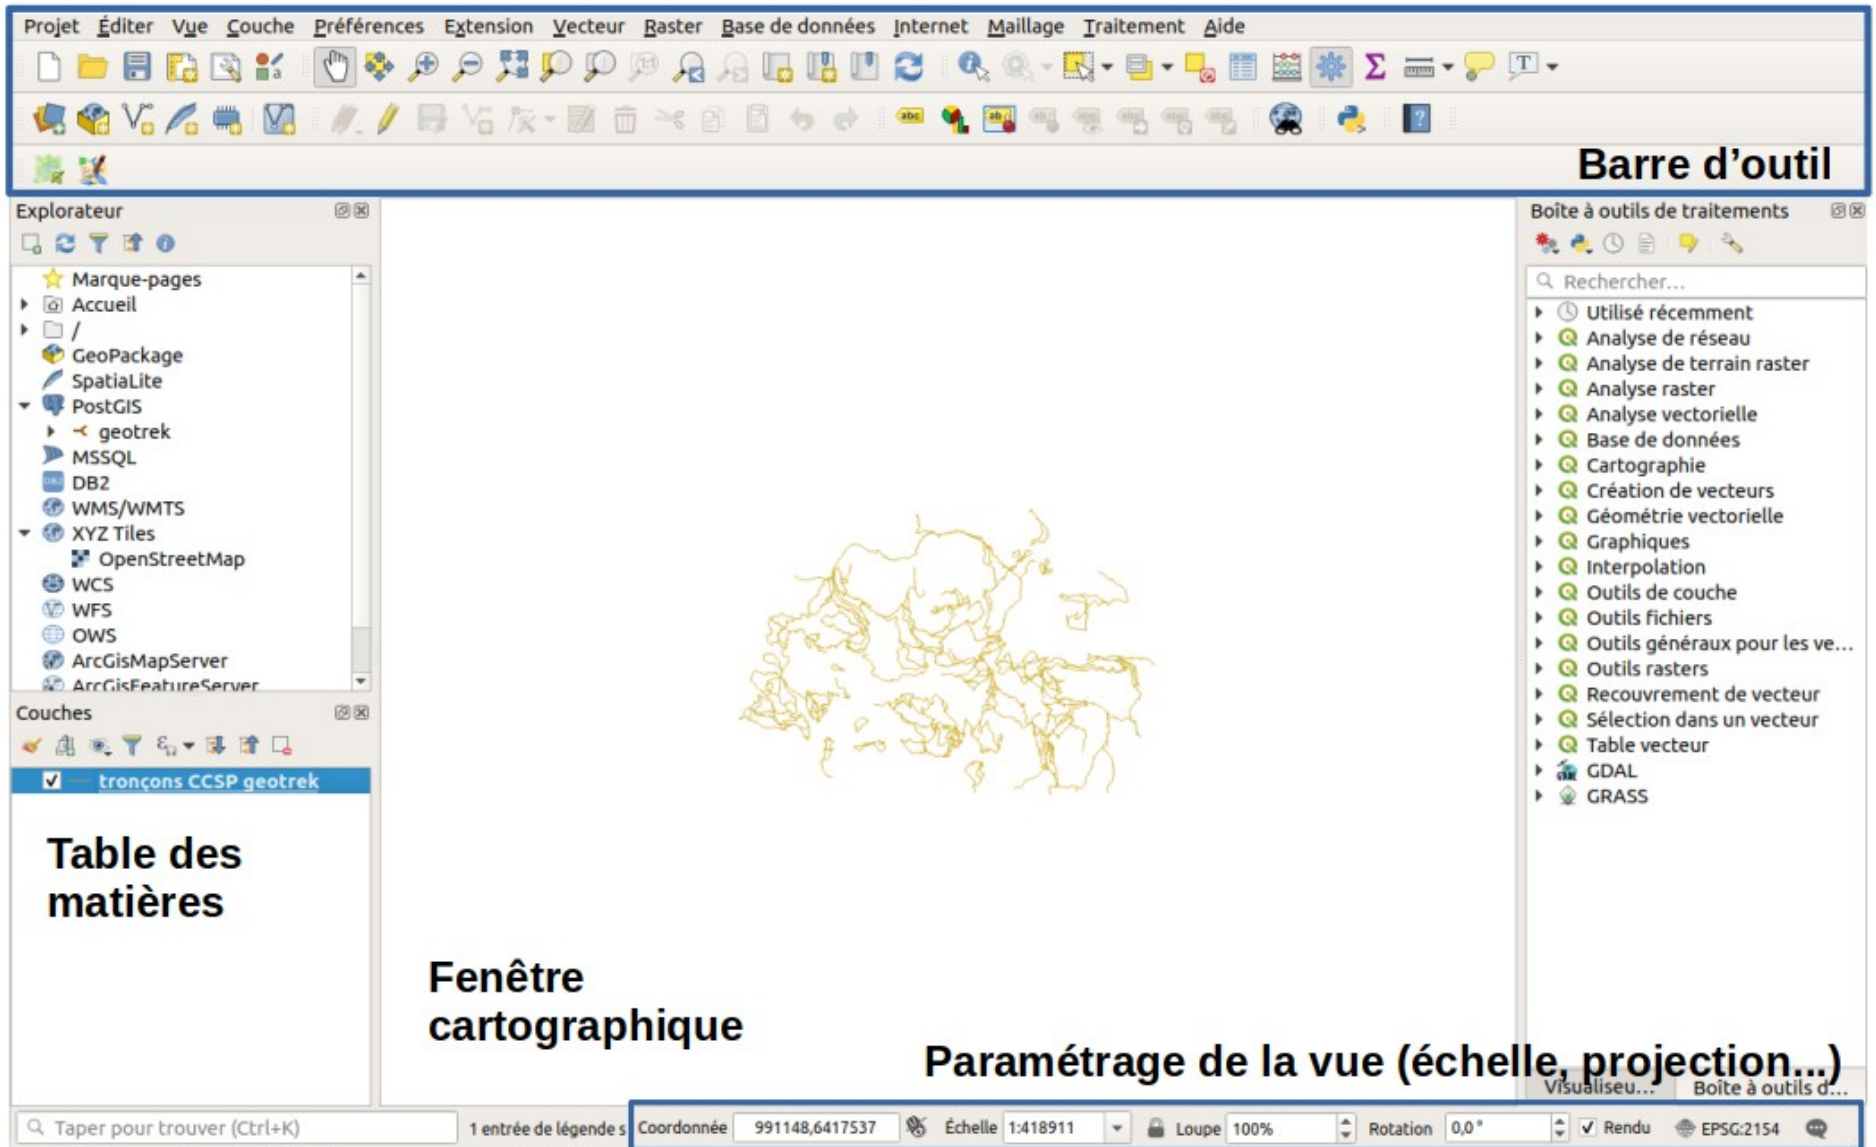 Projet Éditer Vue Couche Préférences Extension Vecteur Raster Base de données Internet Maillage Traitement Aide
Barre d'outil
Explorateur
Marque-pages
Accueil
/
GeoPackage
SpatiaLite
PostGIS
geotrek
MSSQL
DB2
WMS/WMTS
XYZ Tiles
OpenStreetMap
WCS
WFS
OWS
ArcGisMapServer
ArcGisFeatureServer
Couches
tronçons CCSP geotrek
Table des
matières
Fenêtre
cartographique
Boîte à outils de traitements
Rechercher...
Utilisé récemment
Analyse de réseau
Analyse de terrain raster
Analyse raster
Analyse vectorielle
Base de données
Cartographie
Création de vecteurs
Géométrie vectorielle
Graphiques
Interpolation
Outils de couche
Outils fichiers
Outils généraux pour les ve...
Outils rasters
Recouvrement de vecteur
Sélection dans un vecteur
Table vecteur
GDAL
GRASS
Paramétrage de la vue (échelle, projection...)
Visualiseu... Boîte à outils d...
Taper pour trouver (Ctrl+K) 1 entrée de légende s Coordonnée 991148,6417537 Échelle 1:418911 Loupe 100% Rotation 0,0 ° Rendu EPSG:2154